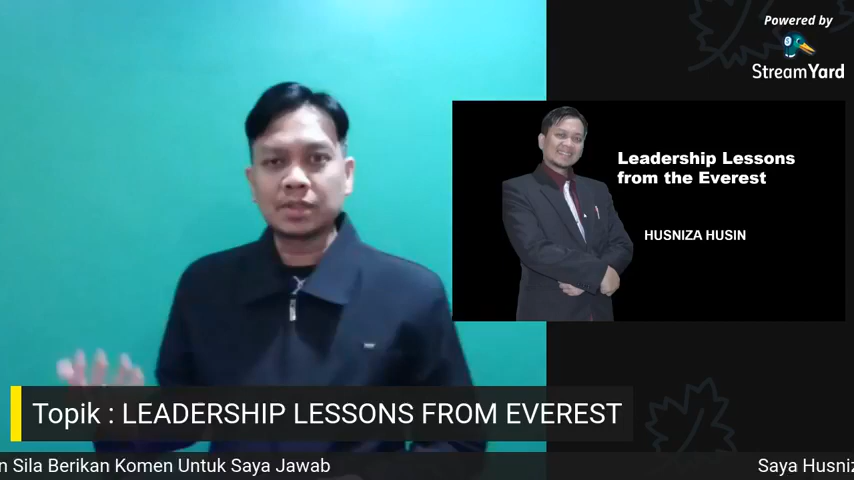 Powered by
StreamYard
Leadership Lessons
from the Everest
HUSNIZA HUSIN
Topik : LEADERSHIP LESSONS FROM EVEREST
n Sila Berikan Komen Untuk Saya Jawab
Saya Husniz